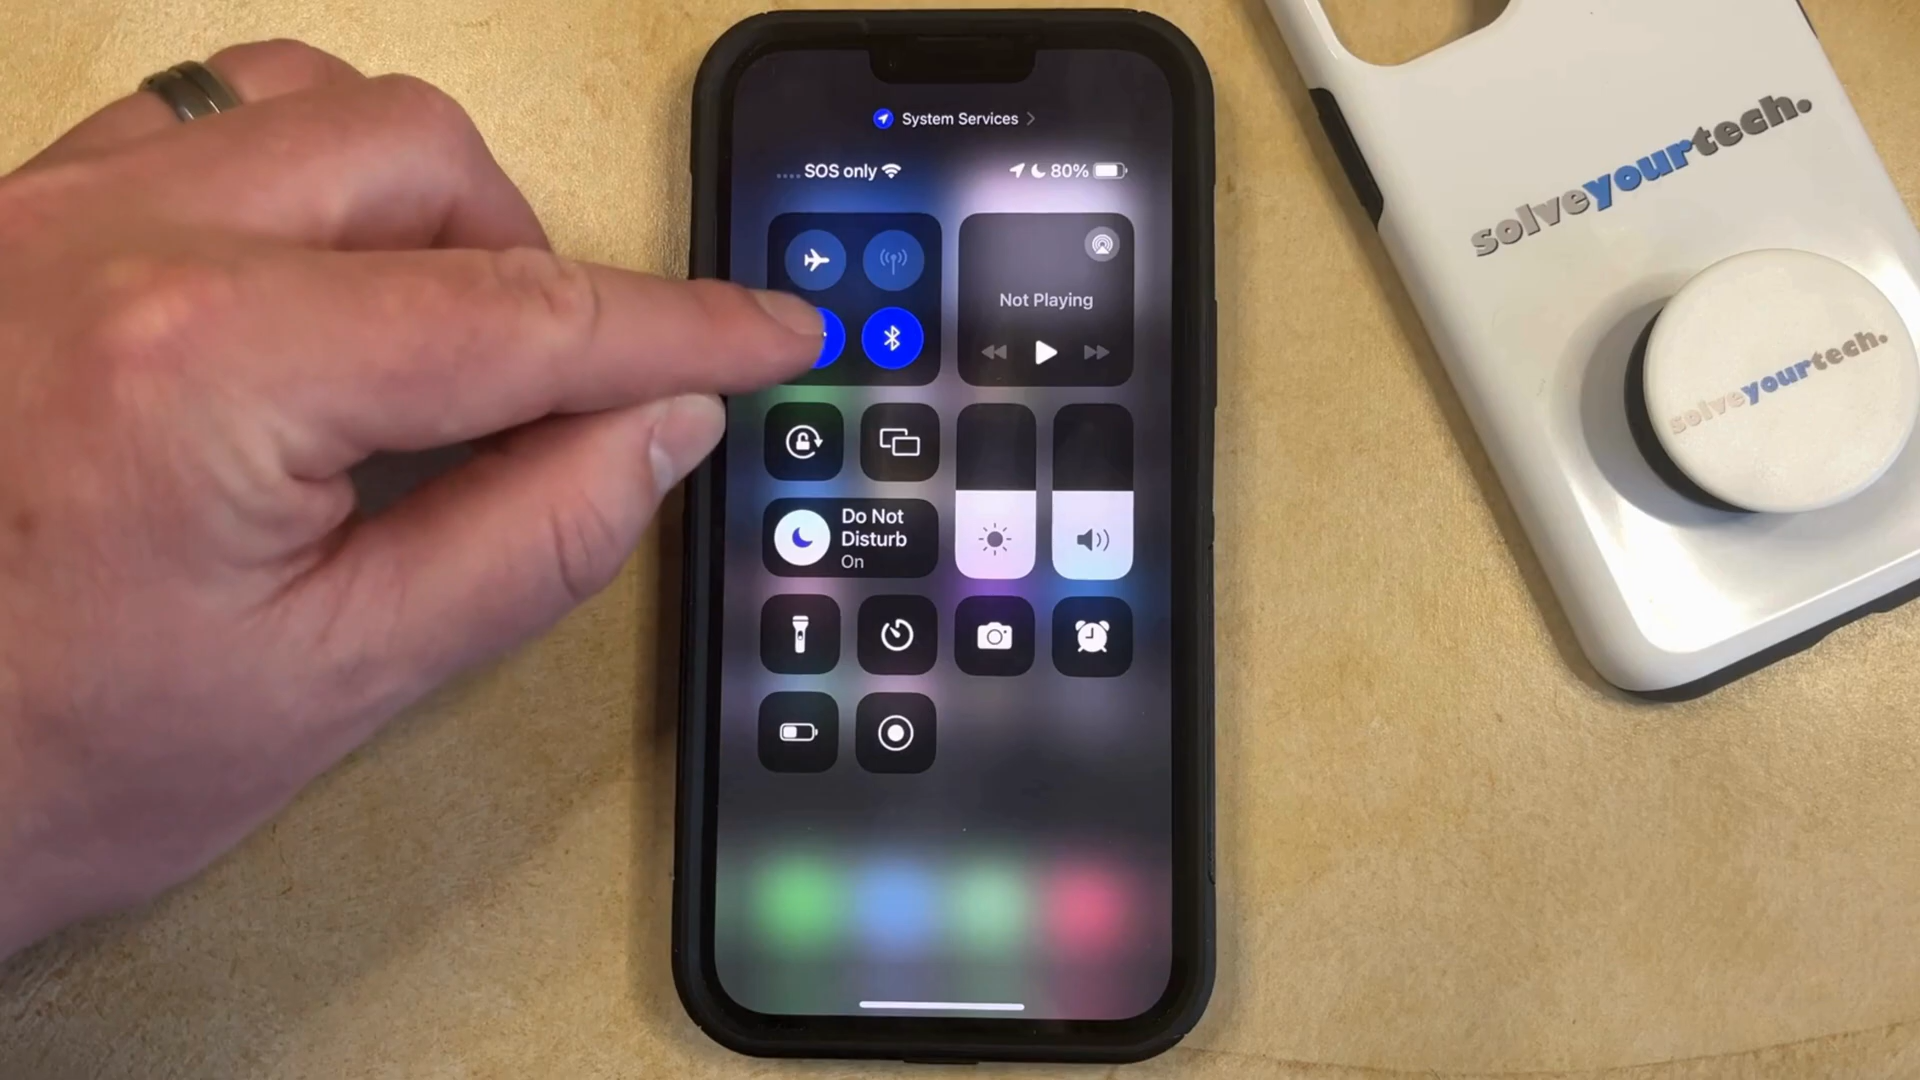 System Services
SOS only
80%
Not Playing
Do Not
Disturb
On
solveyourtech.
solveyourtech.